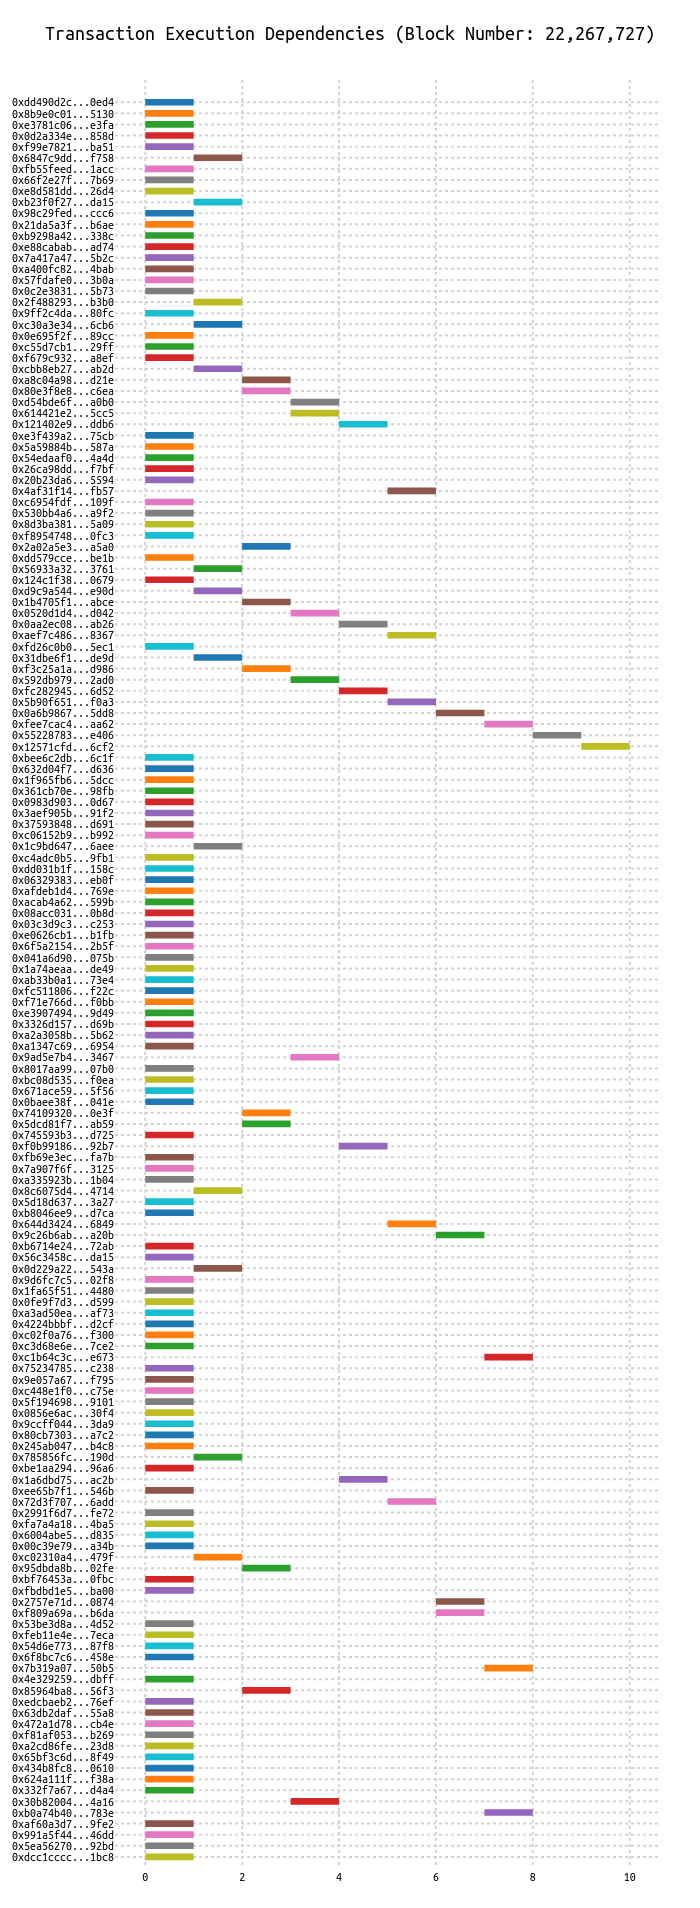 Transaction Execution Dependencies (Block Number: 22,267,727)
0xdd490d2c...0ed4
0x8b9e0c01...5130
0xe3781c06...e3fa
0x0d2a334e...858d
0xf99e7821...ba51
0x6847c9dd...f758
0xfb55feed...1acc
0x66f2e27f...7b69
0xe8d581dd...26d4
0xb23f0f27...da15
0x98c29fed...ccc6
0x21da5a3f...b6ae
0xb9298a42...338c
0xe88cabab...ad74
0x7a417a47...5b2c
0xa400fc82...4bab
0x57fdafe0...3b0a
0x0c2e3831...5b73
0x2f488293...b3b0
0x9ff2c4da...80fc
0xc30a3e34...6cb6
0x0e695f2f...89cc
0xc55d7cb1...29ff
0xf679c932...a8ef
0xcbb8eb27...ab2d
0xa8c04a98...d21e
0x80e3f8e8...c6ea
0xd54bde6f...a0b0
0x614421e2...5cc5
0x121402e9...ddb6
0xe3f439a2...75cb
0x5a59884b...587a
0x54edaaf0...4a4d
0x26ca98dd...f7bf
0x20b23da6...5594
0x4af31f14...fb57
0xc6954fdf...109f
0x530bb4a6...a9f2
0x8d3ba381...5a09
0xf8954748...0fc3
0x2a02a5e3...a5a0
0xdd579cce...be1b
0x56933a32...3761
0x124c1f38...0679
0xd9c9a544...e90d
0x1b4705f1...abce
0x0520d1d4...d042
0x0aa2ec08...ab26
0xaef7c486...8367
0xfd26c0b0...5ec1
0x31dbe6f1...de9d
0xf3c25a1a...d986
0x592db979...2ad0
0xfc282945...6d52
0x5b90f651...f0a3
0x0a6b9867...5dd8
0xfee7cac4...aa62
0x55228783...e406
0x12571cfd...6cf2
0xbee6c2db...6c1f
0x632d04f7...d636
0x1f965fb6...5dcc
0x361cb70e...98fb
0x0983d903...0d67
0x3aef905b...91f2
0x37593848...d691
0xc06152b9...b992
0x1c9bd647...6aee
0xc4adc0b5...9fb1
0xdd031b1f...158c
0x06329383...eb0f
0xafdeb1d4...769e
0xacab4a62...599b
0x08acc031...0b8d
0x03c3d9c3...c253
0xe0626cb1...b1fb
0x6f5a2154...2b5f
0x041a6d90...075b
0x1a74aeaa...de49
0xab33b0a1...73e4
0xfc511806...f22c
0xf71e766d...f0bb
0xe3907494...9d49
0x3326d157...d69b
0xa2a3058b...5b62
0xa1347c69...6954
0x9ad5e7b4...3467
0x8017aa99...07b0
0xbc08d535...f0ea
0x671ace59...5f56
0x0baee38f...041e
0x74109320...0e3f
0x5dcd81f7...ab59
0x745593b3...d725
0xf0b99186...92b7
0xfb69e3ec...fa7b
0x7a907f6f...3125
0xa335923b...1b04
0x8c6075d4...4714
0x5d18d637...3a27
0xb8046ee9...d7ca
0x644d3424...6849
0x9c26b6ab...a20b
0xb6714e24...72ab
0x56c3458c...da15
0x0d229a22...543a
0x9d6fc7c5...02f8
0x1fa65f51...4480
0x0fe9f7d3...d599
0xa3ad50ea...af73
0x4224bbbf...d2cf
0xc02f0a76...f300
0xc3d68e6e...7ce2
0xc1b64c3c...e673
0x75234785...c238
0x9e057a67...f795
0xc448e1f0...c75e
0x5f194698...9101
0x0856e6ac...30f4
0x9ccff044...3da9
0x80cb7303...a7c2
0x245ab047...b4c8
0x785856fc...190d
0xbe1aa294...96a6
0x1a6dbd75...ac2b
0xee65b7f1...546b
0x72d3f707...6add
0x2991f6d7...fe72
0xfa7a4a18...4ba5
0x6004abe5...d835
0x00c39e79...a34b
0xc02310a4...479f
0x95dbda8b...02fe
0xbf76453a...0fbc
0xfbdbd1e5...ba00
0x2757e71d...0874
0xf809a69a...b6da
0x53be3d8a...4d52
0xfeb11e4e...7eca
0x54d6e773...87f8
0x6f8bc7c6...458e
0x7b319a07...50b5
0x4e329259...dbff
0x85964ba8...56f3
0xedcbaeb2...76ef
0x63db2daf...55a8
0x472a1d78...cb4e
0xf81af053...b269
0xa2cd86fe...23d8
0x65bf3c6d...8f49
0x434b8fc8...0610
0x624a111f...f38a
0x332f7a67...d4a4
0x30b82004...4a16
0xb0a74b40...783e
0xaf60a3d7...9fe2
0x991a5f44...46dd
0x5ea56270...92bd
0xdcc1cccc...1bc8
0 2 4 6 8 10